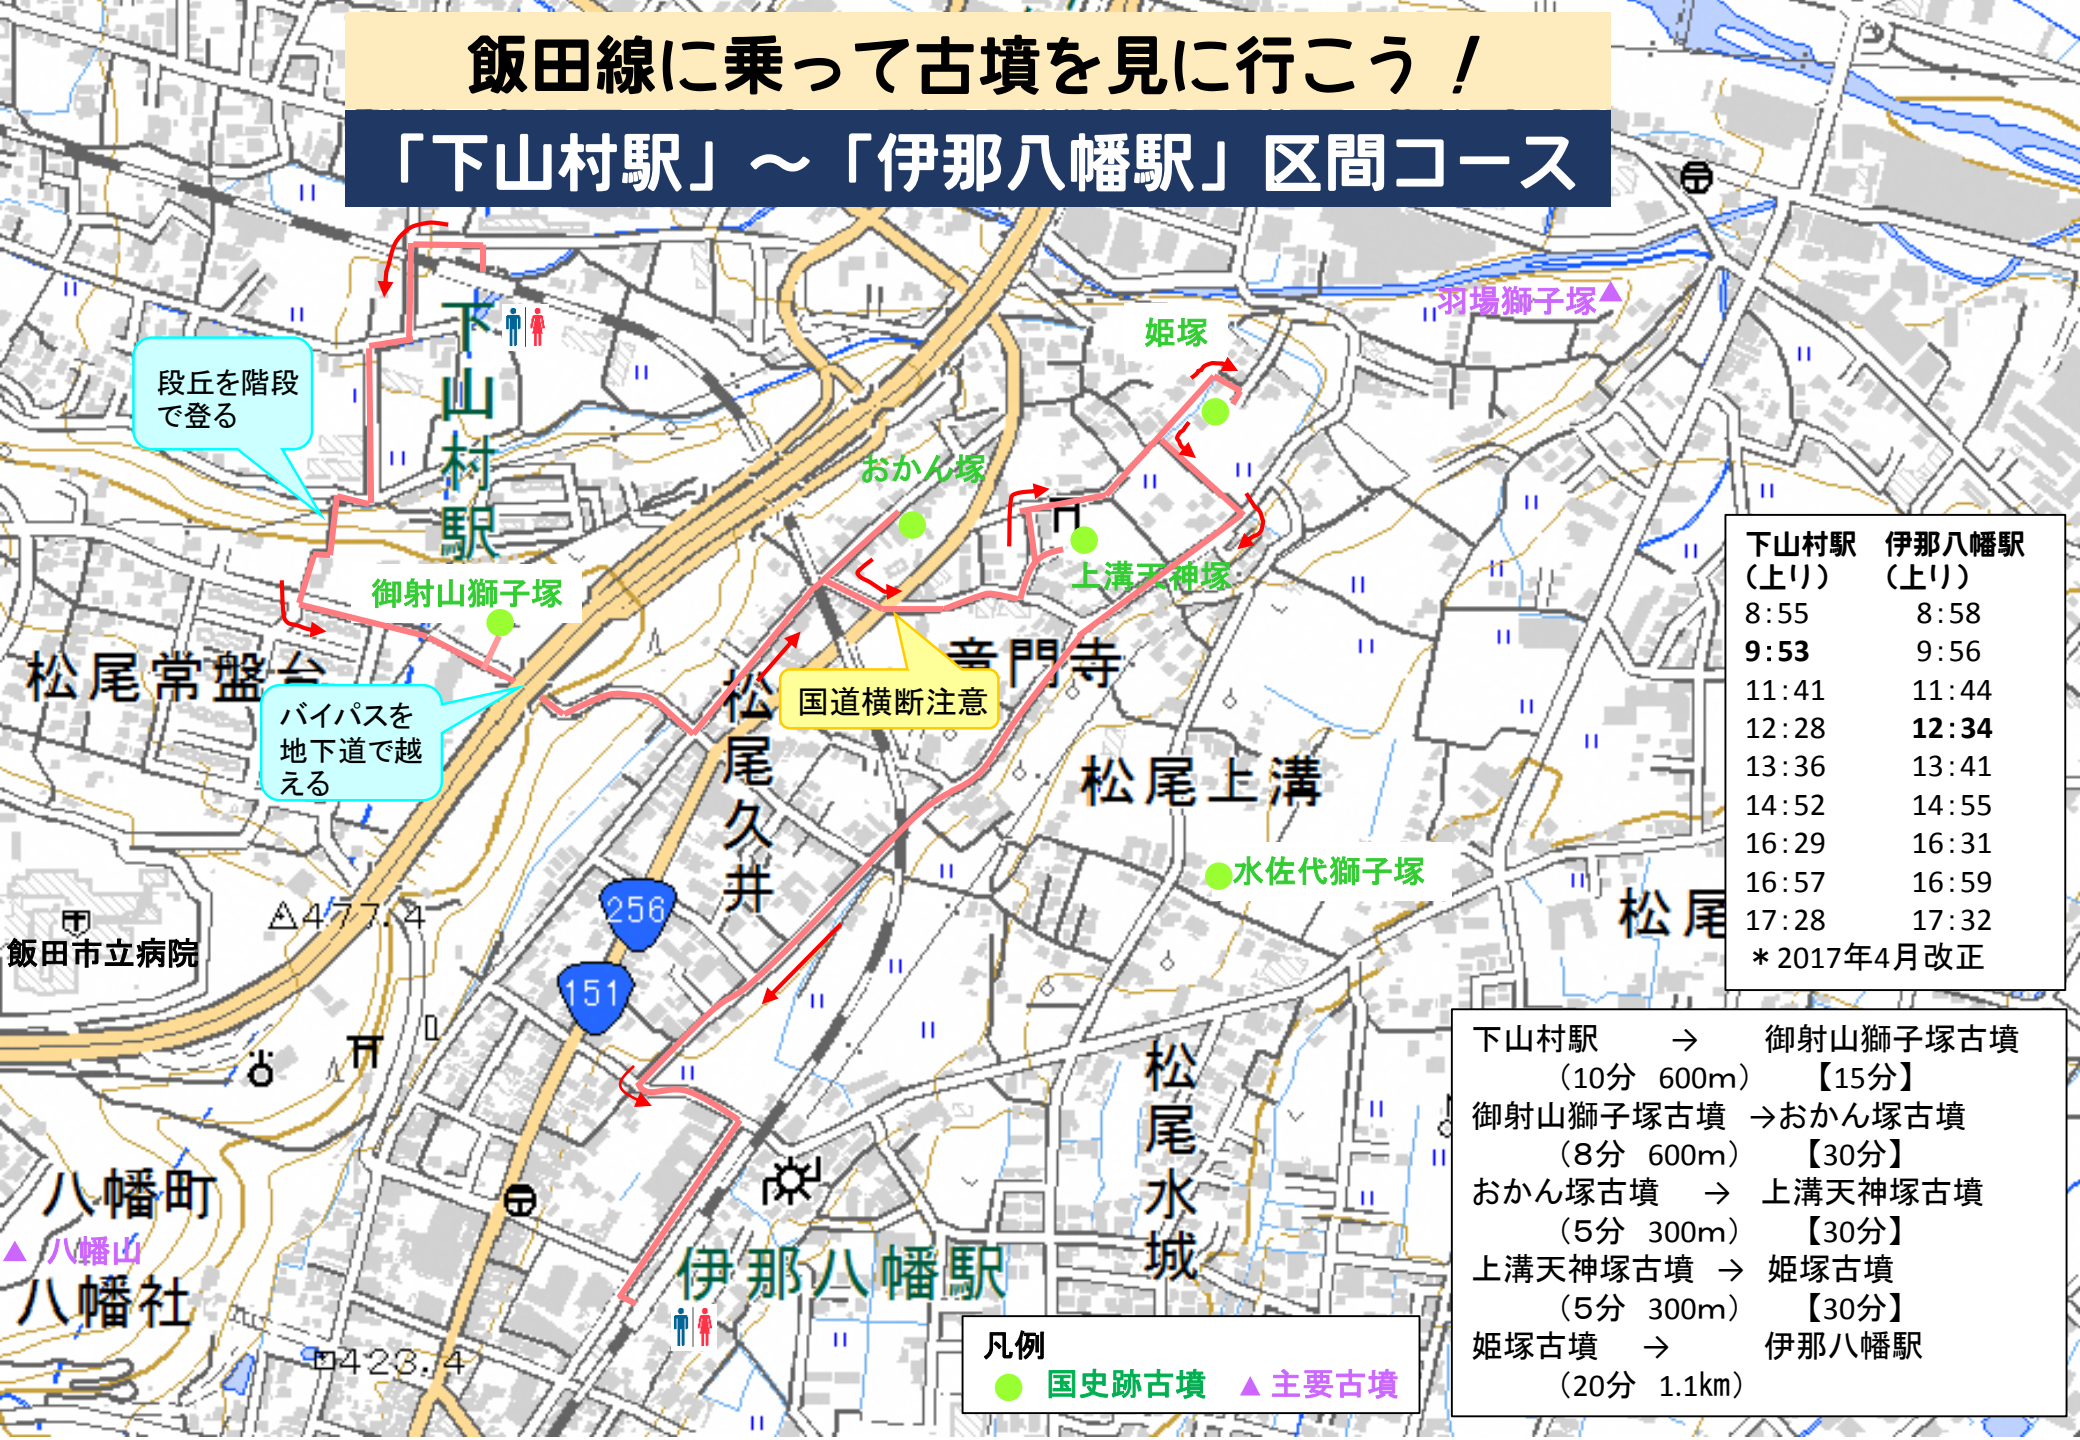 飯田線に乗って古墳を見に行こう！
「下山村駅」～「伊那八幡駅」区間コース
羽場獅子塚
姫塚
下山村駅
段丘を階段
で登る
おかん塚
御射山獅子塚
上溝天神塚
松尾常盤台
竜門寺
国道横断注意
バイパスを
地下道で越
える
松尾久井
松尾上溝
水佐代獅子塚
松尾
256
151
477.4
飯田市立病院
松尾水城
八幡町
八幡山
八幡社
伊那八幡駅
423.4
下山村駅 伊那八幡駅
（上り） （上り）
8:55 8:58
9:53 9:56
11:41 11:44
12:28 12:34
13:36 13:41
14:52 14:55
16:29 16:31
16:57 16:59
17:28 17:32
＊2017年4月改正
下山村駅 → 御射山獅子塚古墳
（10分 600m） 【15分】
御射山獅子塚古墳 →おかん塚古墳
（8分 600m） 【30分】
おかん塚古墳 → 上溝天神塚古墳
（5分 300m） 【30分】
上溝天神塚古墳 → 姫塚古墳
（5分 300m） 【30分】
姫塚古墳 → 伊那八幡駅
（20分 1.1km）
凡例
国史跡古墳 ▲主要古墳